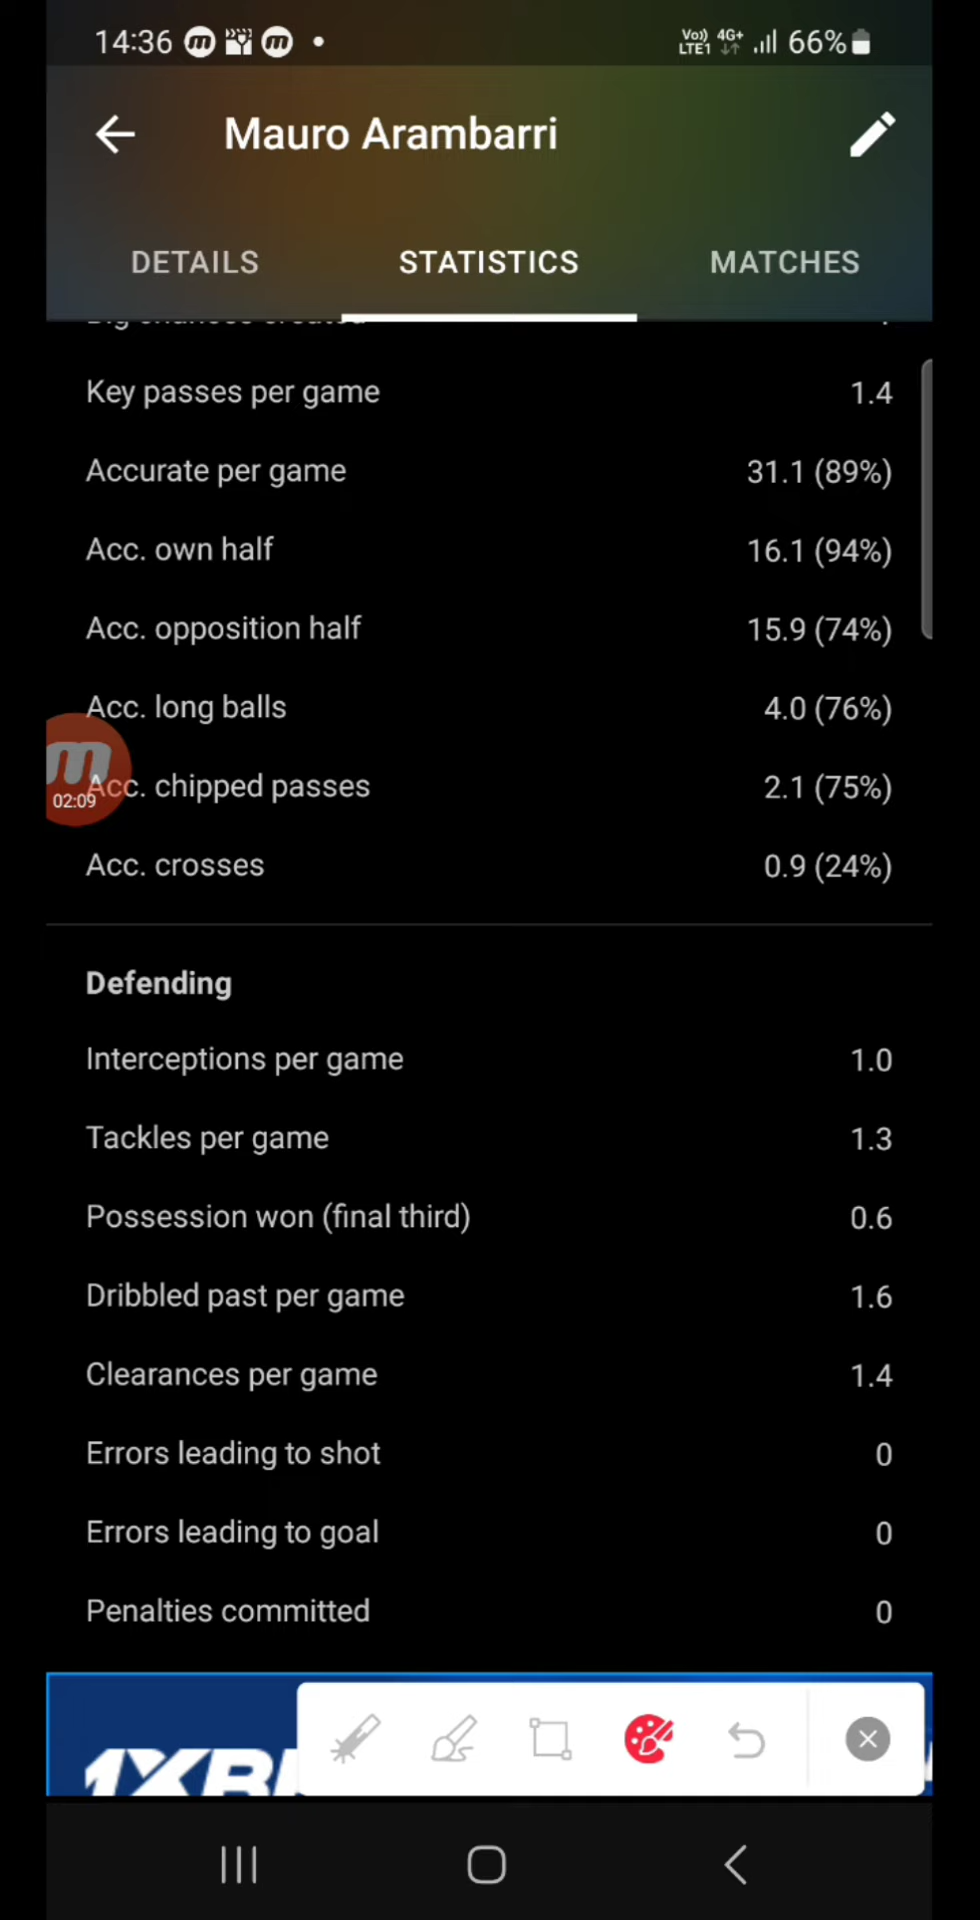 14:36
Vo)) 4G+
LTE1
66%
Mauro Arambarri
DETAILS STATISTICS MATCHES
Key passes per game 1.4
Accurate per game 31.1 (89%)
Acc. own half 16.1 (94%)
Acc. opposition half 15.9 (74%)
Acc. long balls 4.0 (76%)
02:09
Acc. chipped passes 2.1 (75%)
Acc. crosses 0.9 (24%)
Defending
Interceptions per game 1.0
Tackles per game 1.3
Possession won (final third) 0.6
Dribbled past per game 1.6
Clearances per game 1.4
Errors leading to shot 0
Errors leading to goal 0
Penalties committed 0